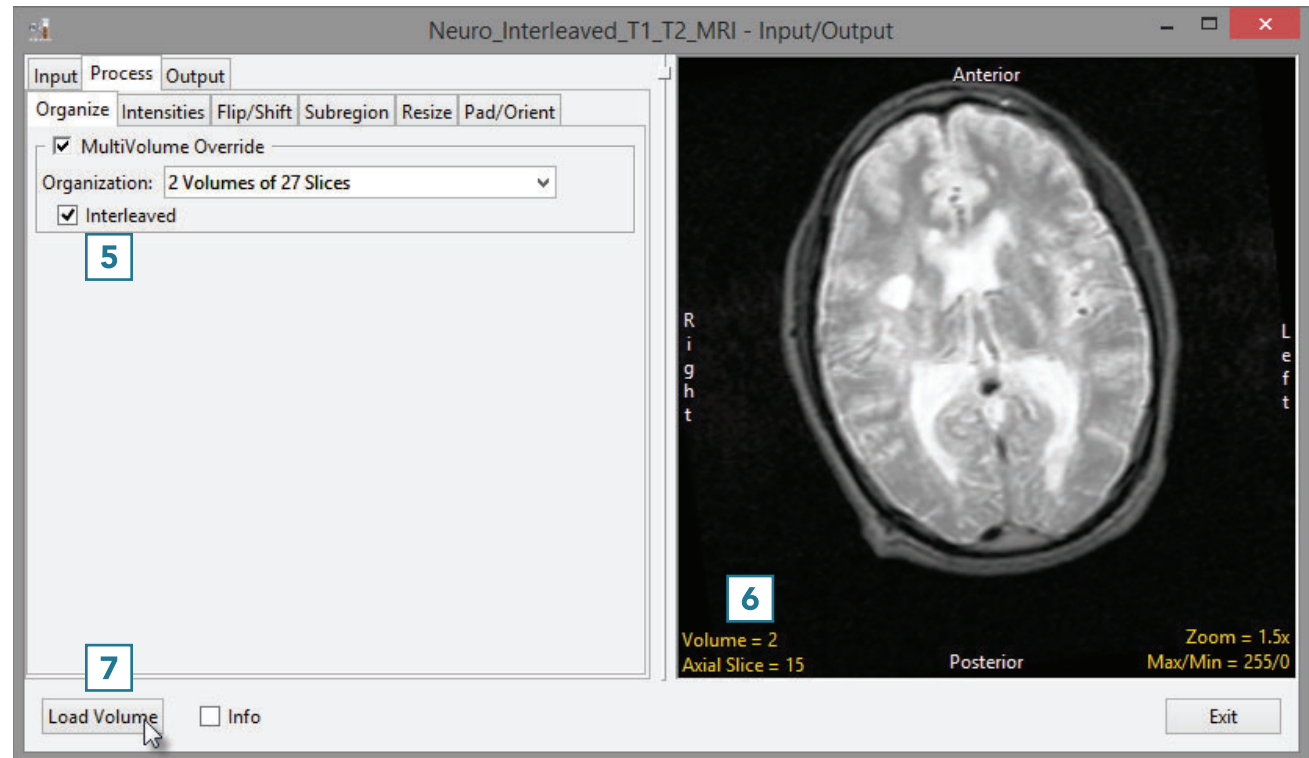 Neuro_Interleaved_T1_T2_MRI - Input/Output
Input Process Output
Organize Intensities Flip/Shift Subregion Resize Pad/Orient
MultiVolume Override
Organization: 2 Volumes of 27 Slices
Interleaved
5
Anterior
Right
Left
6
Volume = 2
Axial Slice = 15
Posterior
Zoom = 1.5x
Max/Min = 255/0
7
Load Volume
Info
Exit